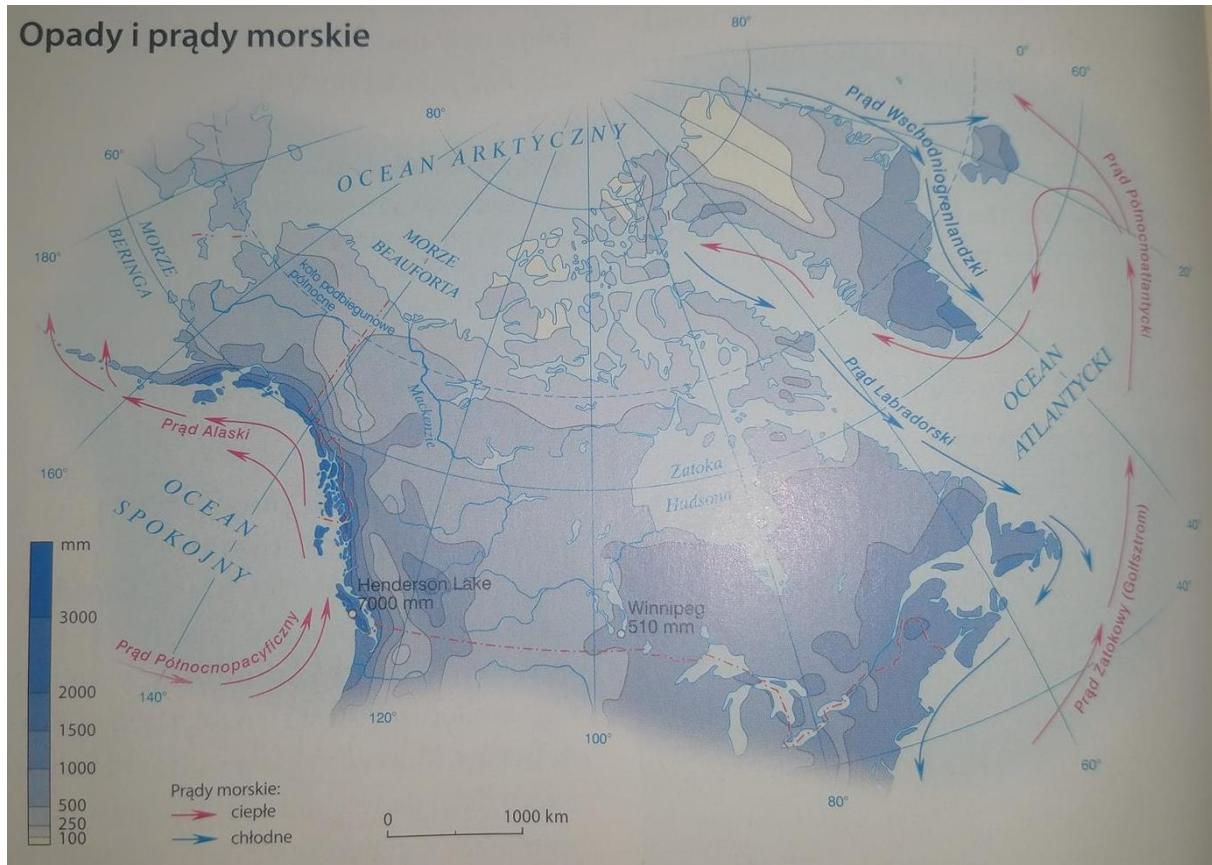 Opady i prądy morskie
80°
0°
60°
80°
60°
OCEAN ARKTYCZNY
Prąd Wschodniogrenlandzki
Prąd Północnoatlantycki
MORZE
BERINGA
MORZE
BEAUFORTA
180°
20°
koło podbiegunowe
północne
Mackenzie
OCEAN
ATLANTYCKI
Prąd Labradorski
Prąd Alaski
Zatoka
Hudsona
160°
OCEAN
SPOKOJNY
40°
40°
Henderson Lake
7000 mm
Winnipeg
510 mm
Prąd Północnopacyficzny
Prąd Zatokowy (Golfsztrom)
140°
120°
100°
80°
60°
mm
3000
2000
1500
1000
500
250
100
Prądy morskie:
ciepłe
chłodne
0 1000 km